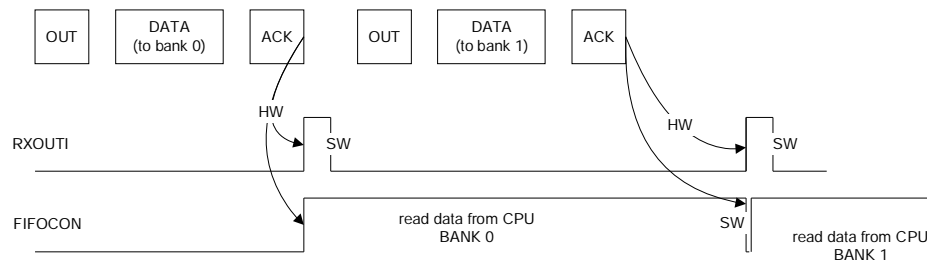 OUT DATA ACK OUT DATA ACK
(to bank 0) (to bank 1)
HW HW
RXOUTI SW SW
FIFOCON read data from CPU SW read data from CPU
BANK 0 BANK 1